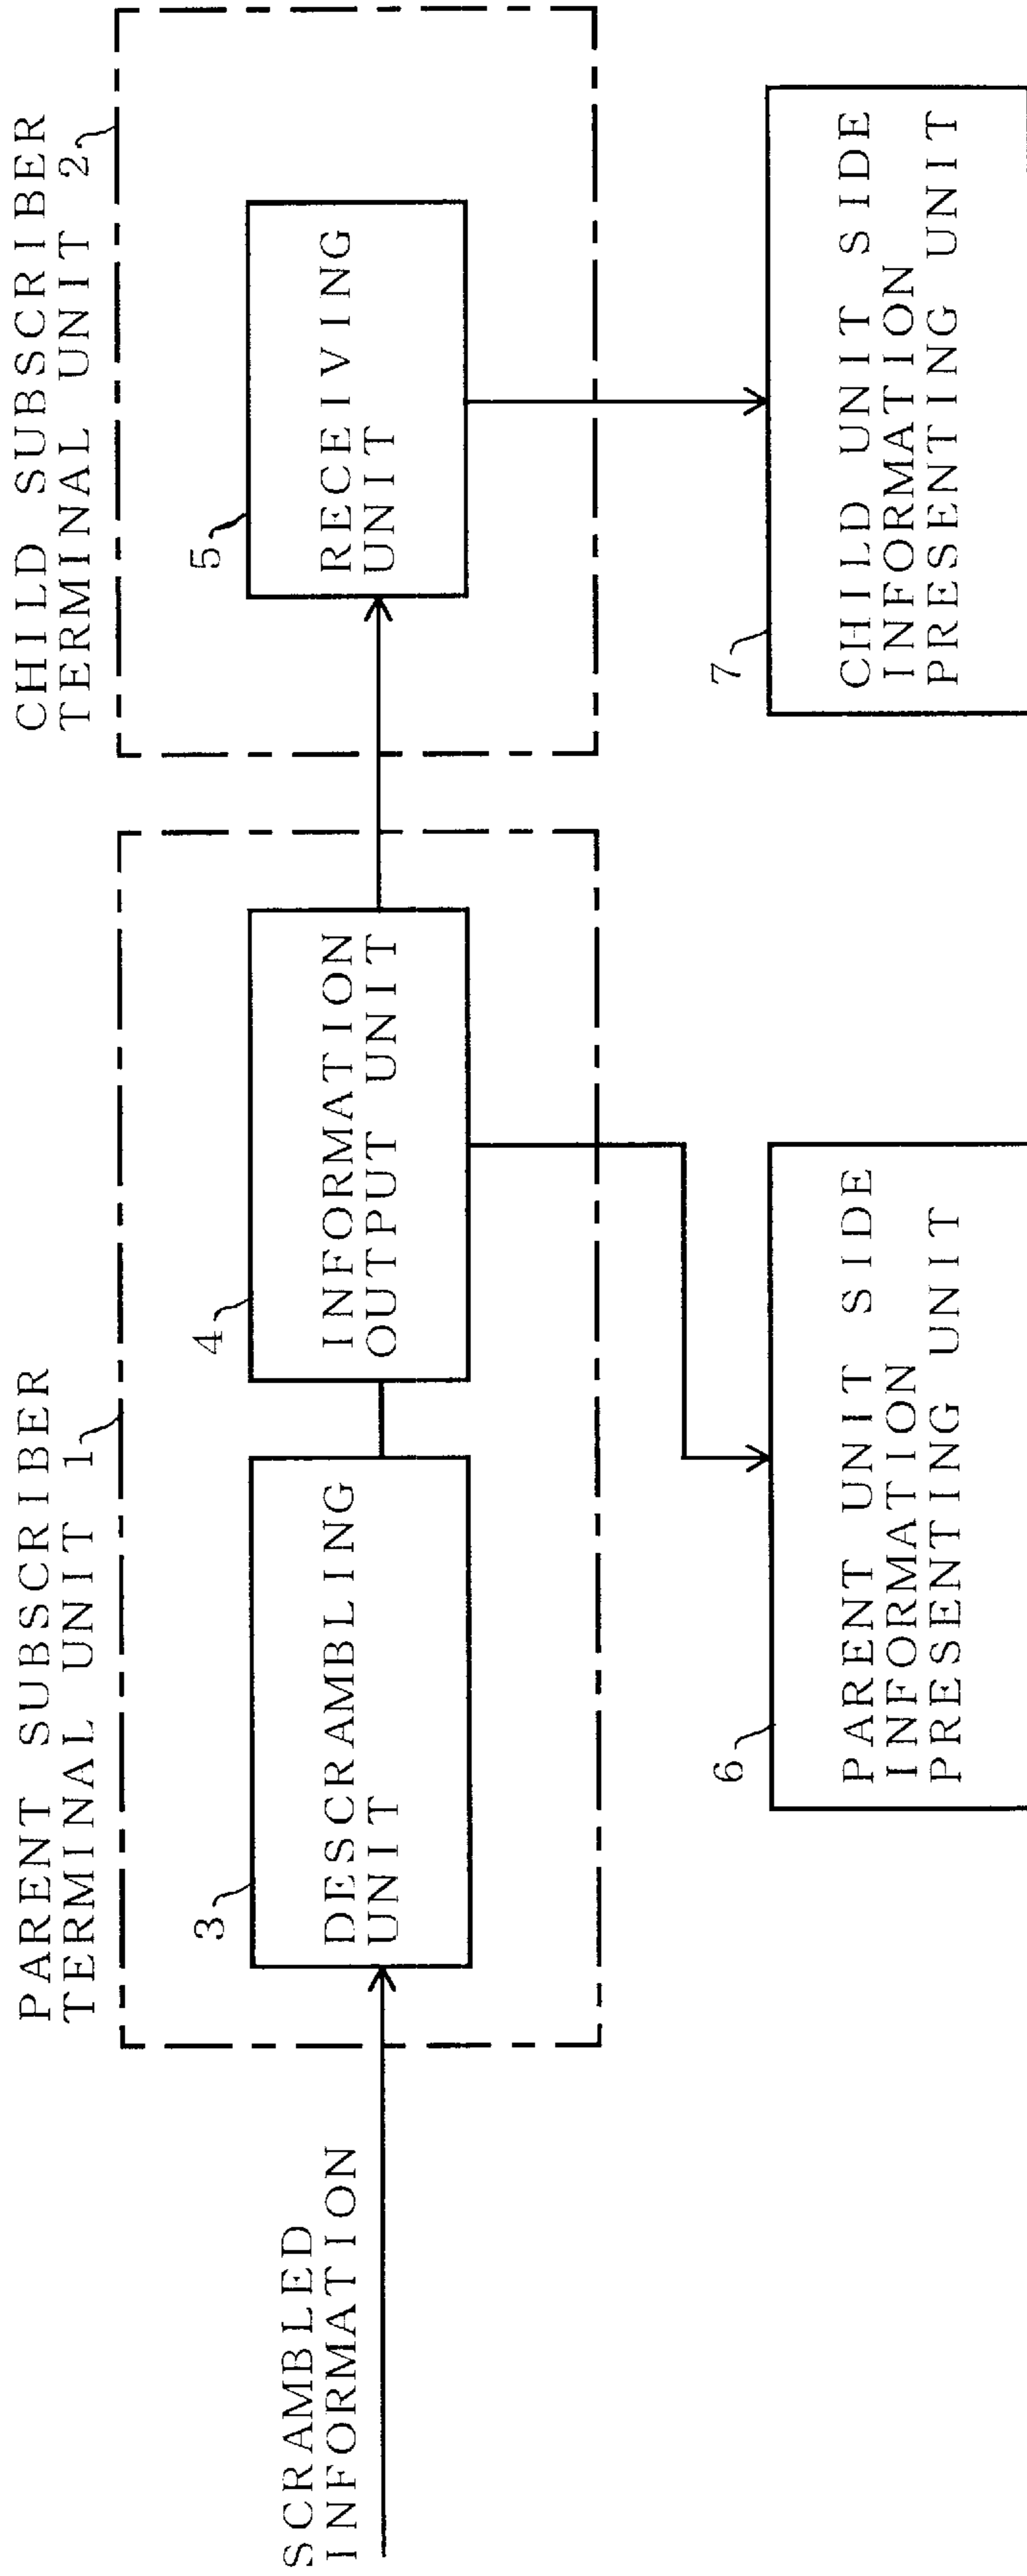 PARENT SUBSCRIBER
TERMINAL UNIT 1
CHILD SUBSCRIBER
TERMINAL UNIT 2
SCRAMBLED
INFORMATION
3
DESCRAMBLING
UNIT
4
INFORMATION
OUTPUT UNIT
5
RECEIVING
UNIT
6
PARENT UNIT SIDE
INFORMATION
PRESENTING UNIT
7
CHILD UNIT SIDE
INFORMATION
PRESENTING UNIT